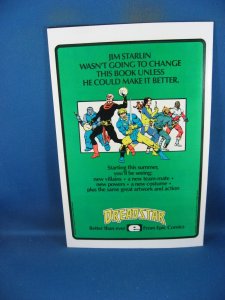 JIM STARLIN
WASN'T GOING TO CHANGE
THIS BOOK UNLESS
HE COULD MAKE IT BETTER.
Starting this summer,
you'll be seeing:
new villains • a new team-mate •
new powers • a new costume •
plus the same great artwork and action
DREADSTAR
Better than ever From Epic Comics